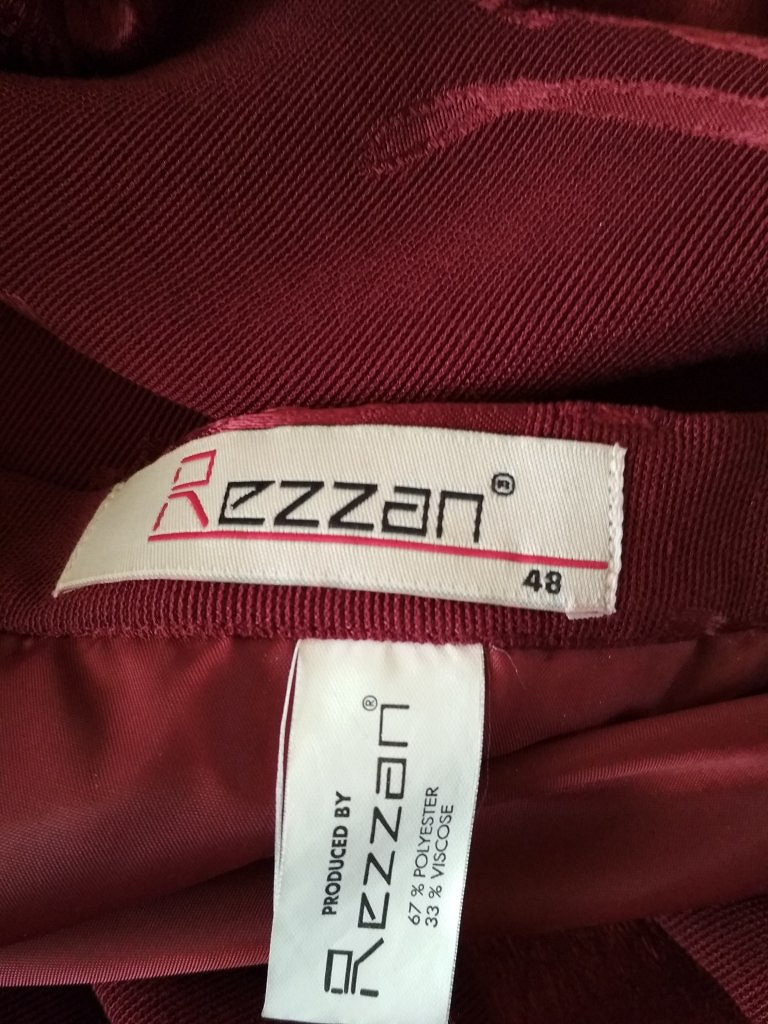 Rezzan®
48
PRODUCED BY
Rezzan®
67 % POLYESTER
33 % VISCOSE